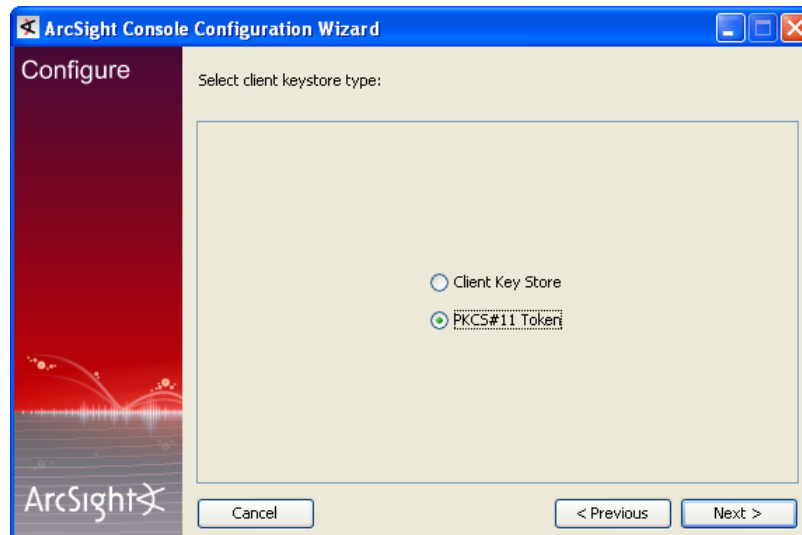 ArcSight Console Configuration Wizard
Configure
Select client keystore type:
Client Key Store
PKCS#11 Token
ArcSight
Cancel
< Previous
Next >